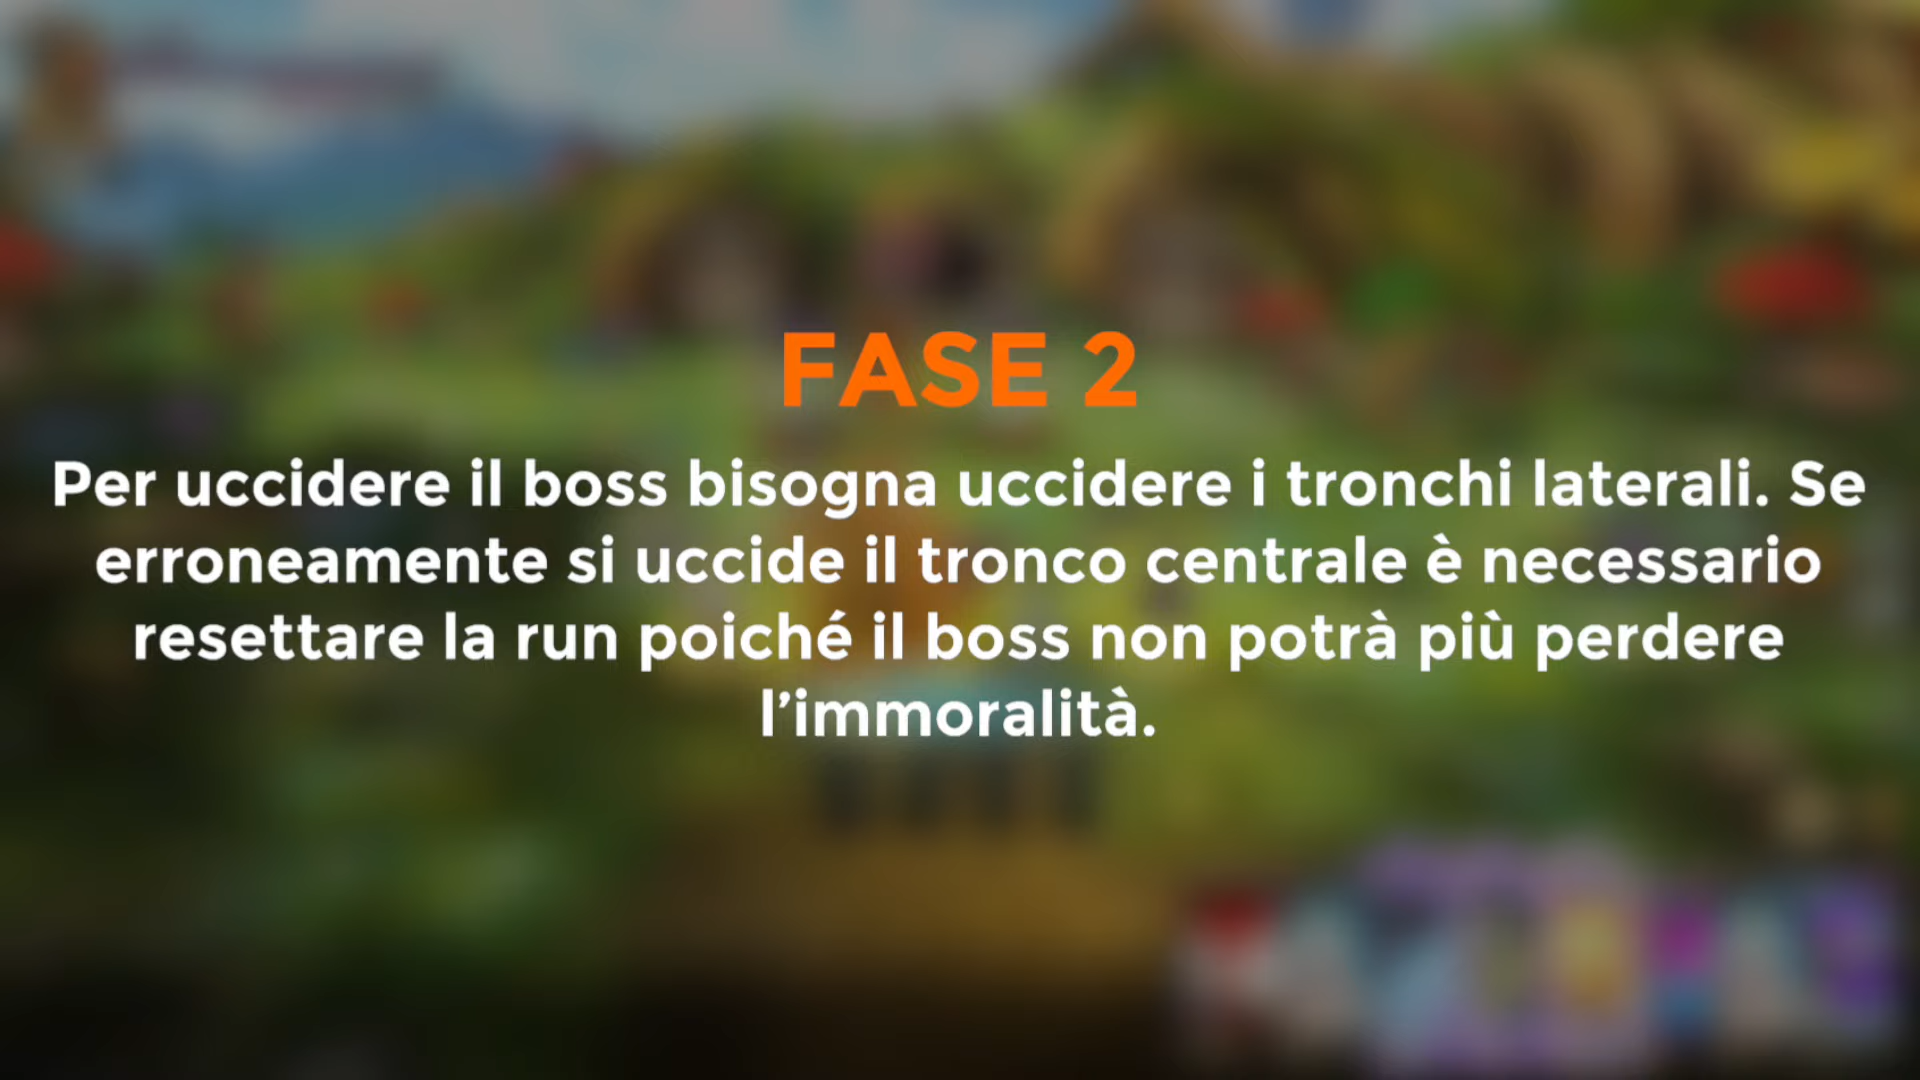 FASE 2
Per uccidere il boss bisogna uccidere i tronchi laterali. Se
erroneamente si uccide il tronco centrale è necessario
resettare la run poiché il boss non potrà più perdere
l’immoralità.